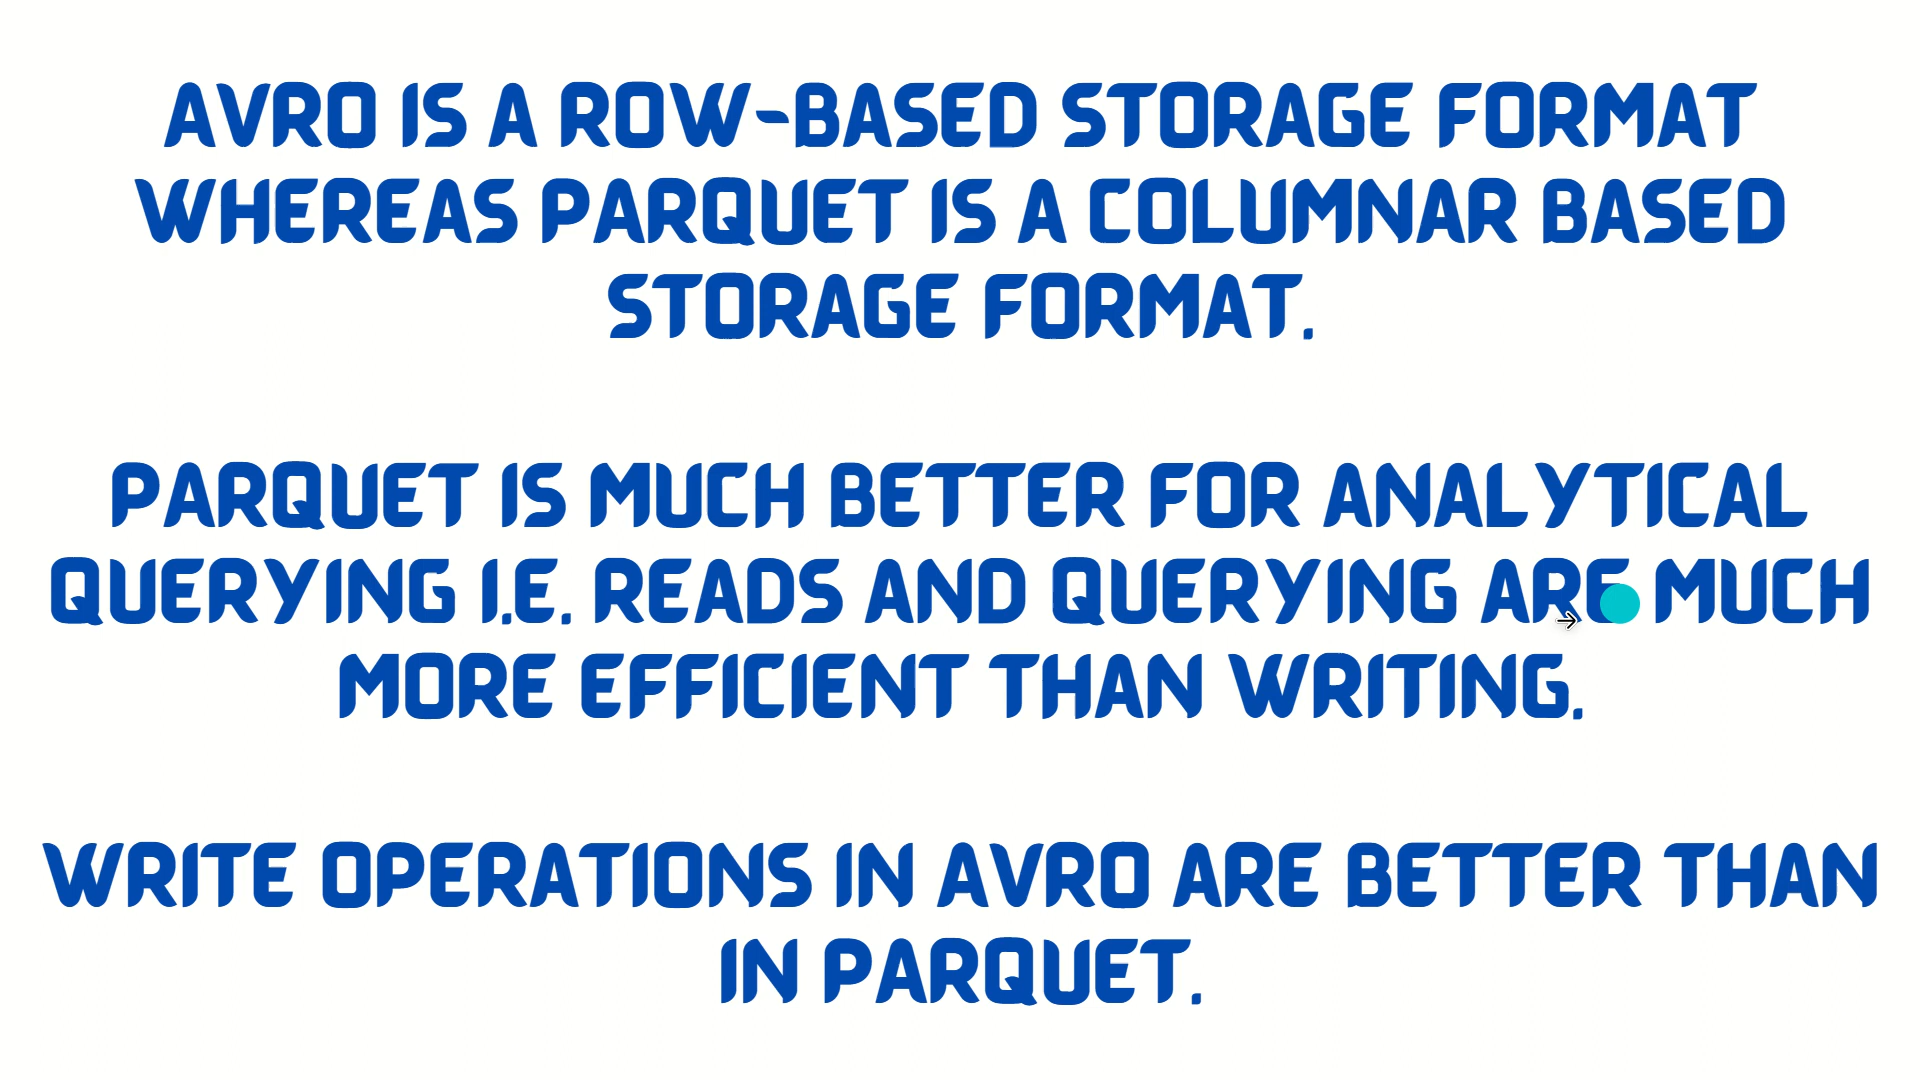 AVRO IS A ROW-BASED STORAGE FORMAT
WHEREAS PARQUET IS A COLUMNAR BASED
STORAGE FORMAT.
PARQUET IS MUCH BETTER FOR ANALYTICAL
QUERYING I.E. READS AND QUERYING ARE MUCH
MORE EFFICIENT THAN WRITING.
WRITE OPERATIONS IN AVRO ARE BETTER THAN
IN PARQUET.